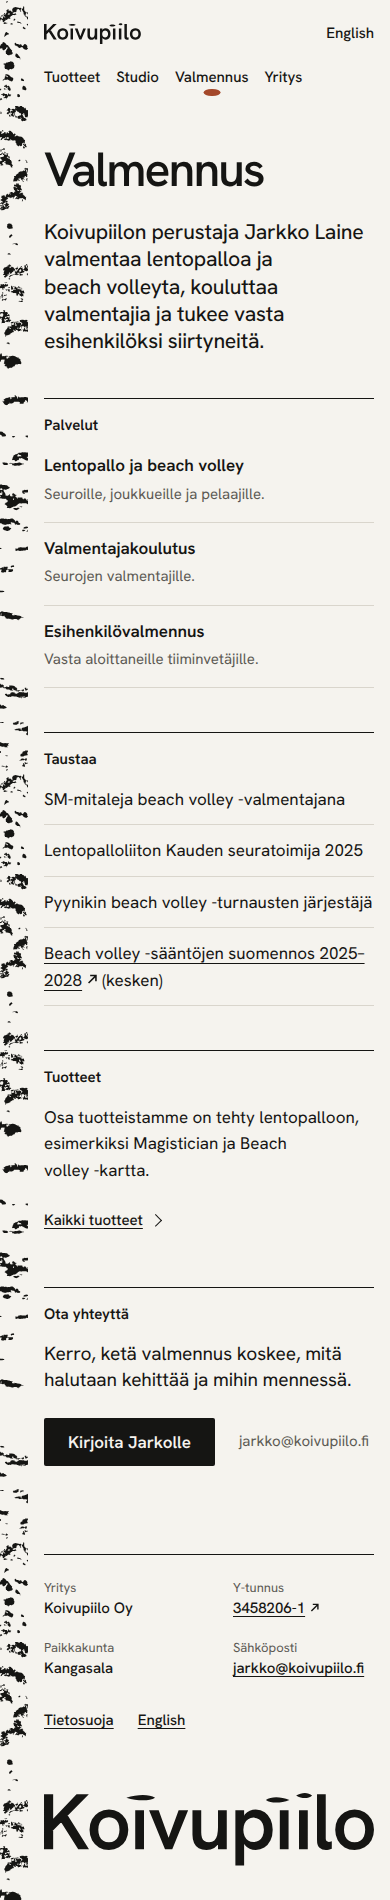 Koivupiilo
English
Tuotteet Studio Valmennus Yritys
Valmennus
Koivupiilon perustaja Jarkko Laine
valmentaa lentopalloa ja
beach volleyta, kouluttaa
valmentajia ja tukee vasta
esihenkilöksi siirtyneitä.
Palvelut
Lentopallo ja beach volley
Seuroille, joukkueille ja pelaajille.
Valmentajakoulutus
Seurojen valmentajille.
Esihenkilövalmennus
Vasta aloittaneille tiiminvetäjille.
Taustaa
SM-mitaleja beach volley -valmentajana
Lentopalloliiton Kauden seuratoimija 2025
Pyynikin beach volley -turnausten järjestäjä
Beach volley -sääntöjen suomennos 2025–
2028 ↗ (kesken)
Tuotteet
Osa tuotteistamme on tehty lentopalloon,
esimerkiksi Magistician ja Beach
volley -kartta.
Kaikki tuotteet
Ota yhteyttä
Kerro, ketä valmennus koskee, mitä
halutaan kehittää ja mihin mennessä.
Kirjoita Jarkolle
jarkko@koivupiilo.fi
Yritys
Koivupiilo Oy
Y-tunnus
3458206-1 ↗
Paikkakunta
Kangasala
Sähköposti
jarkko@koivupiilo.fi
Tietosuoja English
Koivupiilo